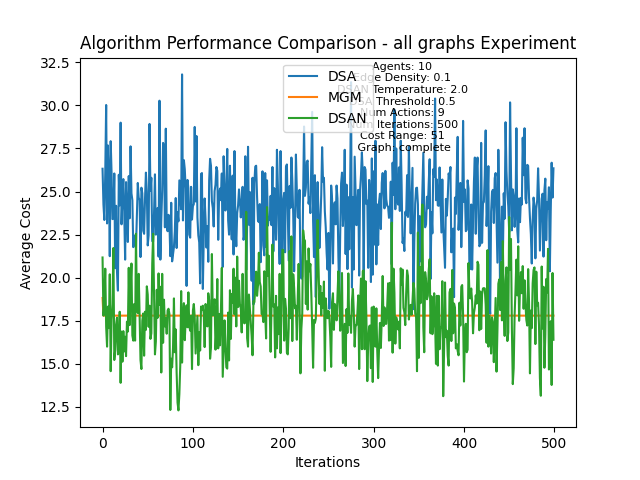 Algorithm Performance Comparison - all graphs Experiment
DSA
MGM
DSAN
Agents: 10
Edge Density: 0.1
DSAN Temperature: 2.0
Threshold: 0.5
Num Actions: 9
Iterations: 500
Cost Range: 51
Graph: complete
Average Cost
32.5
30.0
27.5
25.0
22.5
20.0
17.5
15.0
12.5
0
100
200
300
400
500
Iterations